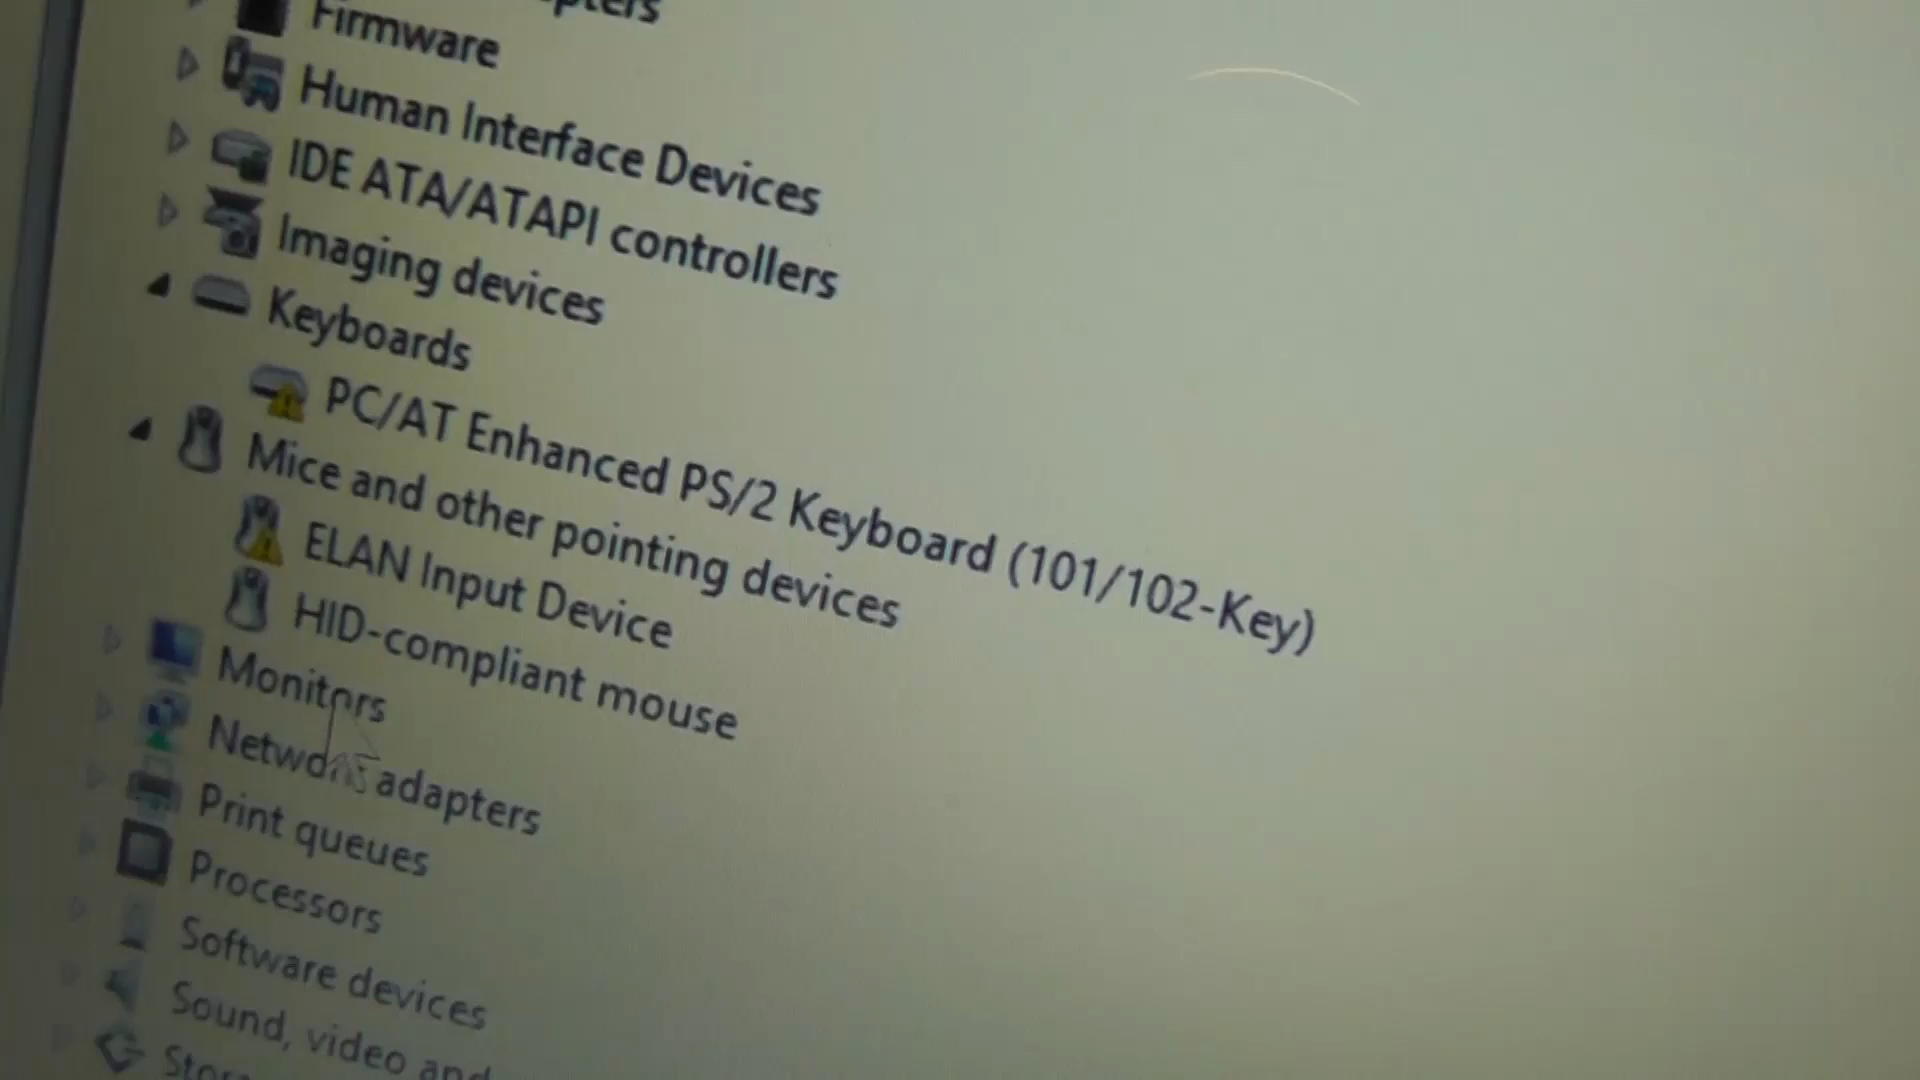 Firmware
Human Interface Devices
IDE ATA/ATAPI controllers
Imaging devices
Keyboards
PC/AT Enhanced PS/2 Keyboard (101/102-Key)
Mice and other pointing devices
ELAN Input Device
HID-compliant mouse
Monitors
Network adapters
Print queues
Processors
Software devices
Sound, video and